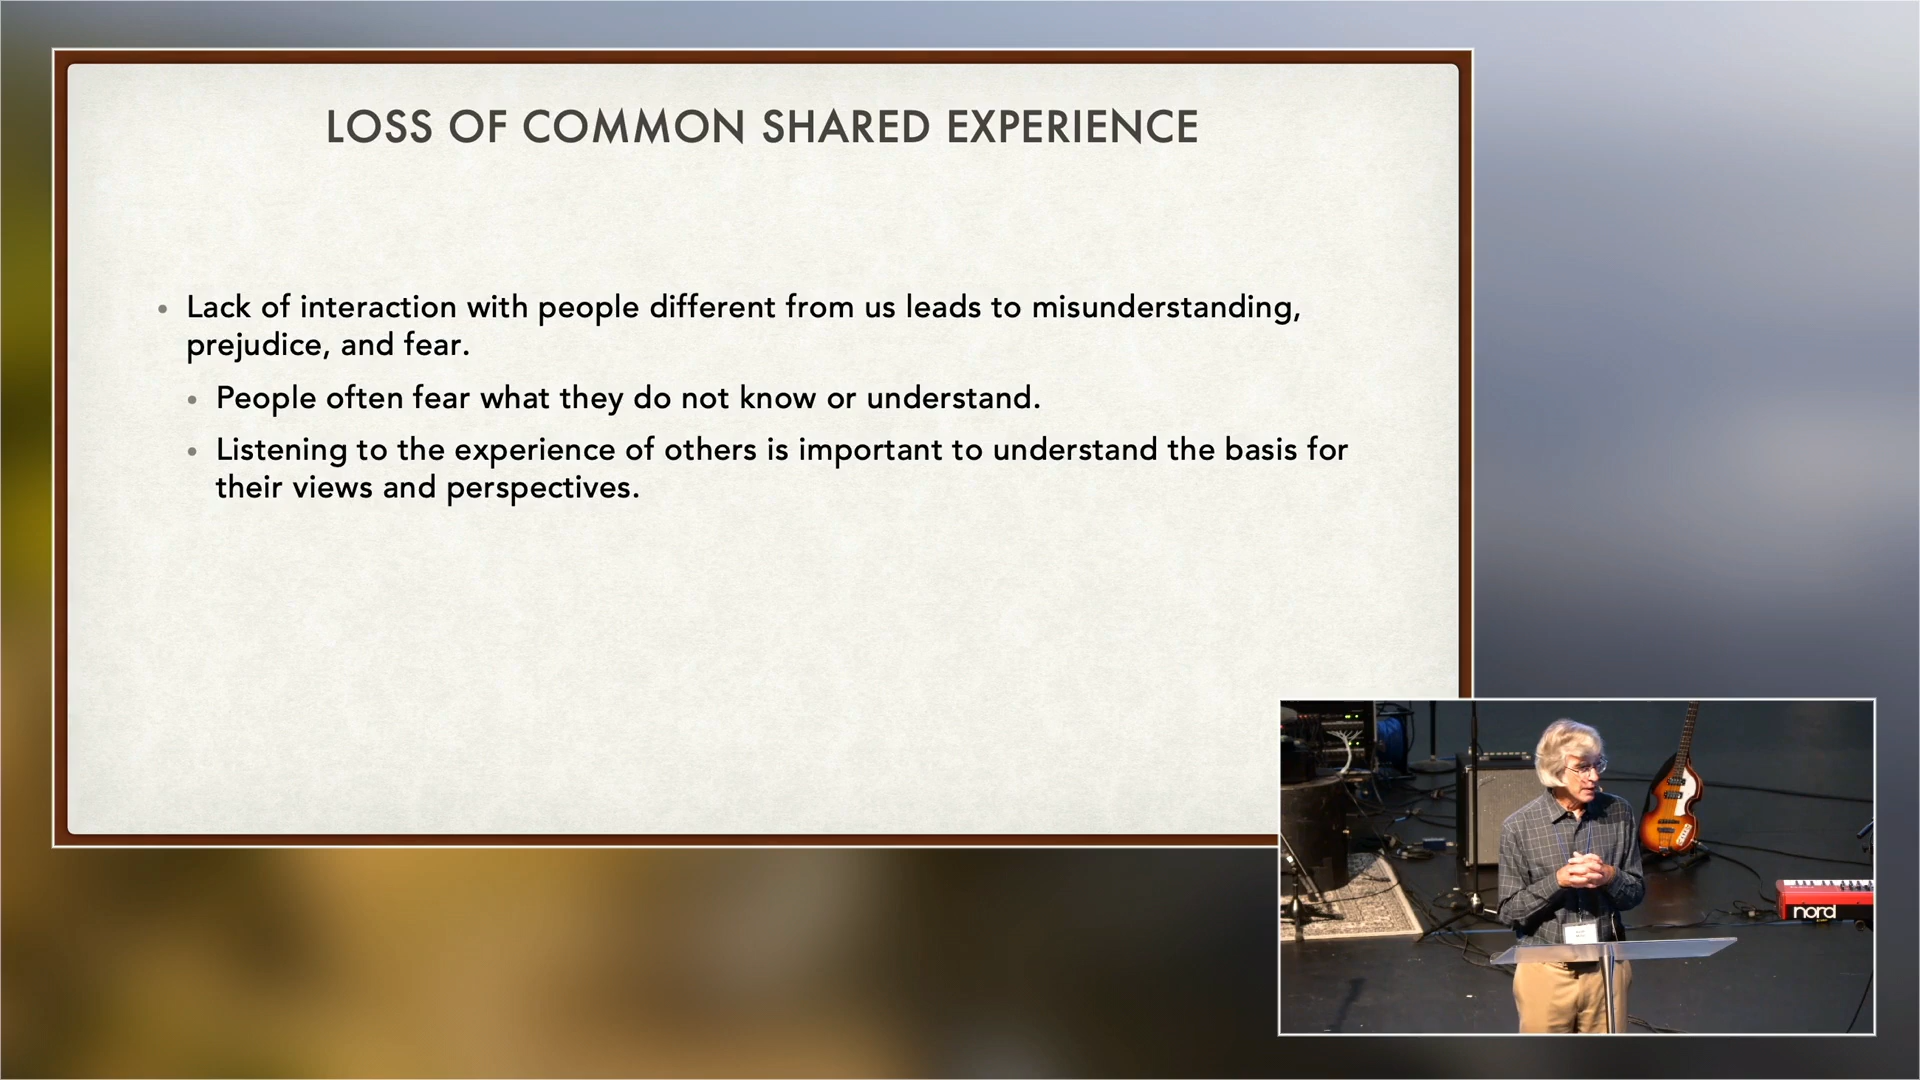 LOSS OF COMMON SHARED EXPERIENCE
• Lack of interaction with people different from us leads to misunderstanding,
prejudice, and fear.
• People often fear what they do not know or understand.
• Listening to the experience of others is important to understand the basis for
their views and perspectives.
nord